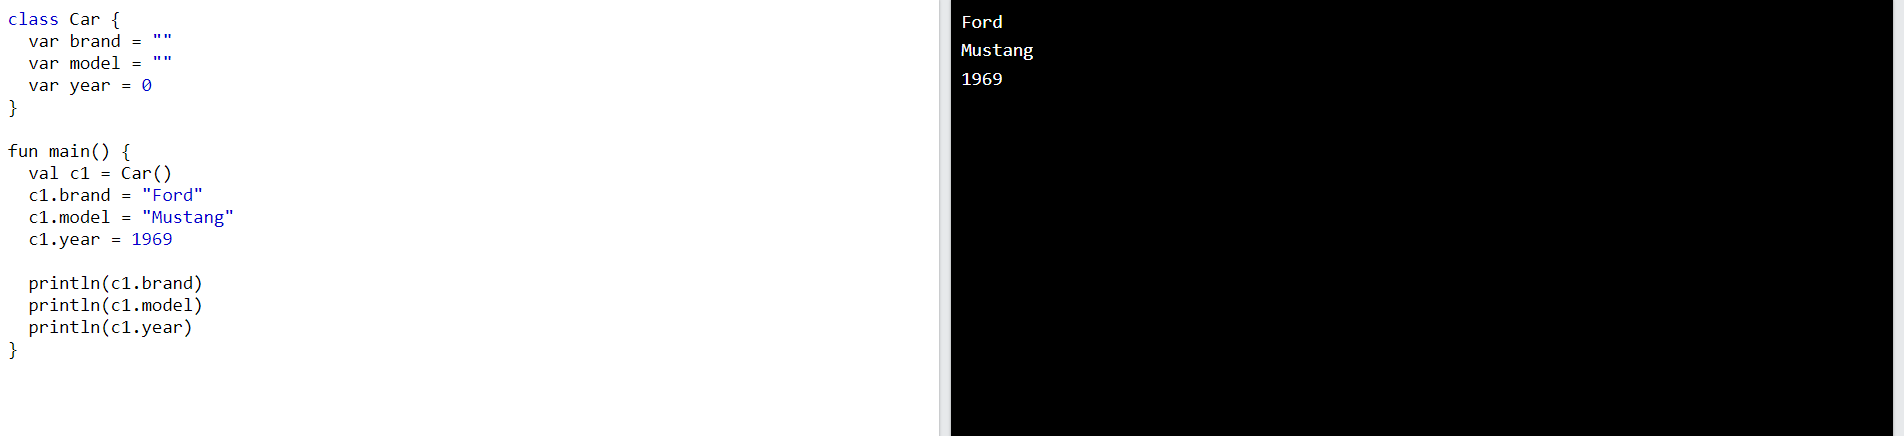 class Car {
  var brand = ""
  var model = ""
  var year = 0
}
fun main() {
  val c1 = Car()
  c1.brand = "Ford"
  c1.model = "Mustang"
  c1.year = 1969
  println(c1.brand)
  println(c1.model)
  println(c1.year)
}
Ford
Mustang
1969